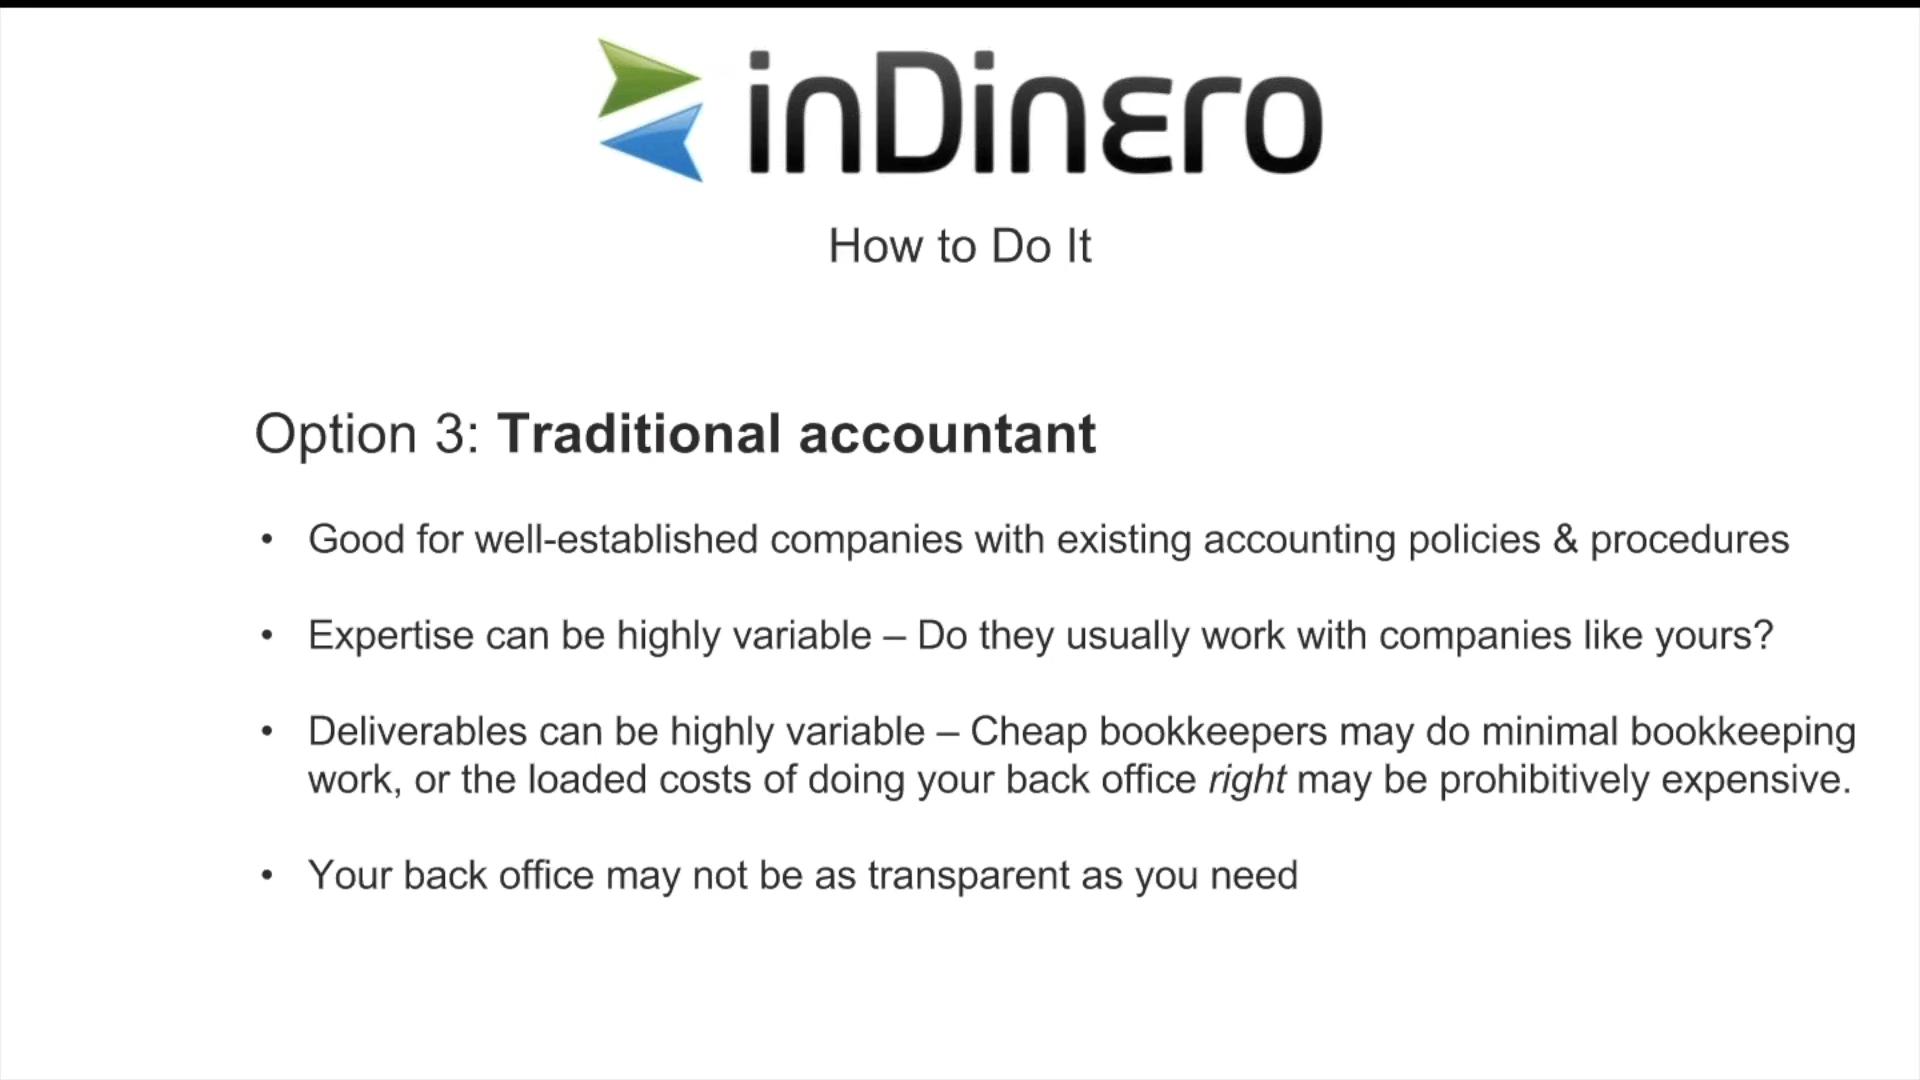 inDinero
How to Do It
Option 3: Traditional accountant
• Good for well-established companies with existing accounting policies & procedures
• Expertise can be highly variable – Do they usually work with companies like yours?
• Deliverables can be highly variable – Cheap bookkeepers may do minimal bookkeeping
work, or the loaded costs of doing your back office right may be prohibitively expensive.
• Your back office may not be as transparent as you need